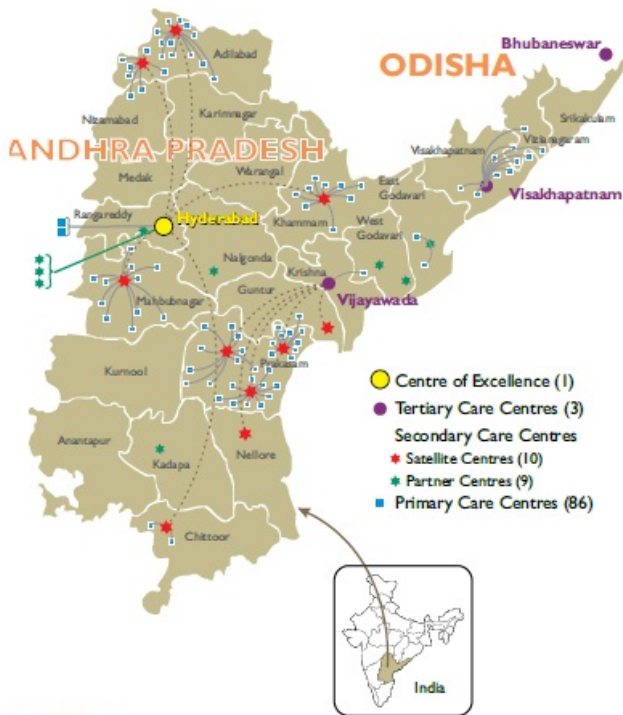 Bhubaneswar
ODISHA
Adilabad
Nizamabad
Karimnagar
Srikakulam
Visakhapatnam
Vizianagaram
ANDHRA PRADESH
Medak
Warangal
East
Godavari
Visakhapatnam
Rangareddy
Hyderabad
Khammam
West
Godavari
Nalgonda
Krishna
Mahbubnagar
Guntur
Vijayawada
Prakasam
Kurnool
Centre of Excellence (1)
Tertiary Care Centres (3)
Secondary Care Centres
Satellite Centres (10)
Partner Centres (9)
Primary Care Centres (86)
Anantapur
Kadapa
Nellore
Chittoor
India